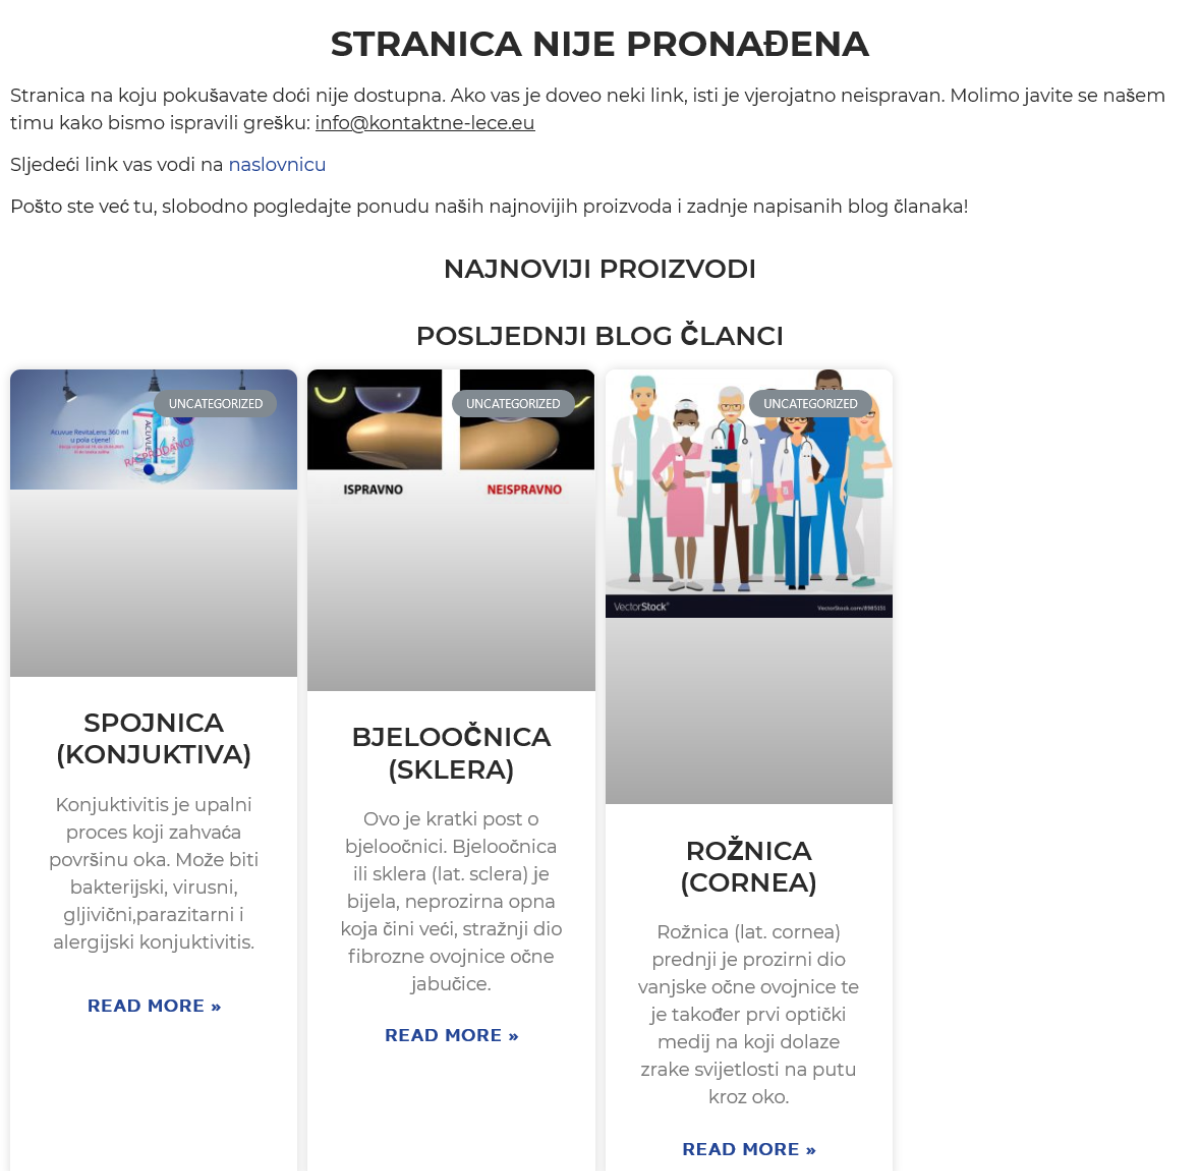 STRANICA NIJE PRONAĐENA
Stranica na koju pokušavate doći nije dostupna. Ako vas je doveo neki link, isti je vjerojatno neispravan. Molimo javite se našem
timu kako bismo ispravili grešku: info@kontaktne-lece.eu
Sljedeći link vas vodi na naslovnicu
Pošto ste već tu, slobodno pogledajte ponudu naših najnovijih proizvoda i zadnje napisanih blog članaka!
NAJNOVIJI PROIZVODI
POSLJEDNJI BLOG ČLANCI
UNCATEGORIZED
Acuvue RevitaLens 360 ml
u pola cijene!
ACUVUE
RASPRODANO!
SPOJNICA
(KONJUKTIVA)
Konjuktivitis je upalni
proces koji zahvaća
površinu oka. Može biti
bakterijski, virusni,
gljivični,parazitarni i
alergijski konjuktivitis.
READ MORE »
UNCATEGORIZED
ISPRAVNO
NEISPRAVNO
BJELOOČNICA
(SKLERA)
Ovo je kratki post o
bjeloočnici. Bjeloočnica
ili sklera (lat. sclera) je
bijela, neprozirna opna
koja čini veći, stražnji dio
fibrozne ovojnice očne
jabučice.
READ MORE »
UNCATEGORIZED
VectorStock®
ROŽNICA
(CORNEA)
Rožnica (lat. cornea)
prednji je prozirni dio
vanjske očne ovojnice te
je također prvi optički
medij na koji dolaze
zrake svijetlosti na putu
kroz oko.
READ MORE »